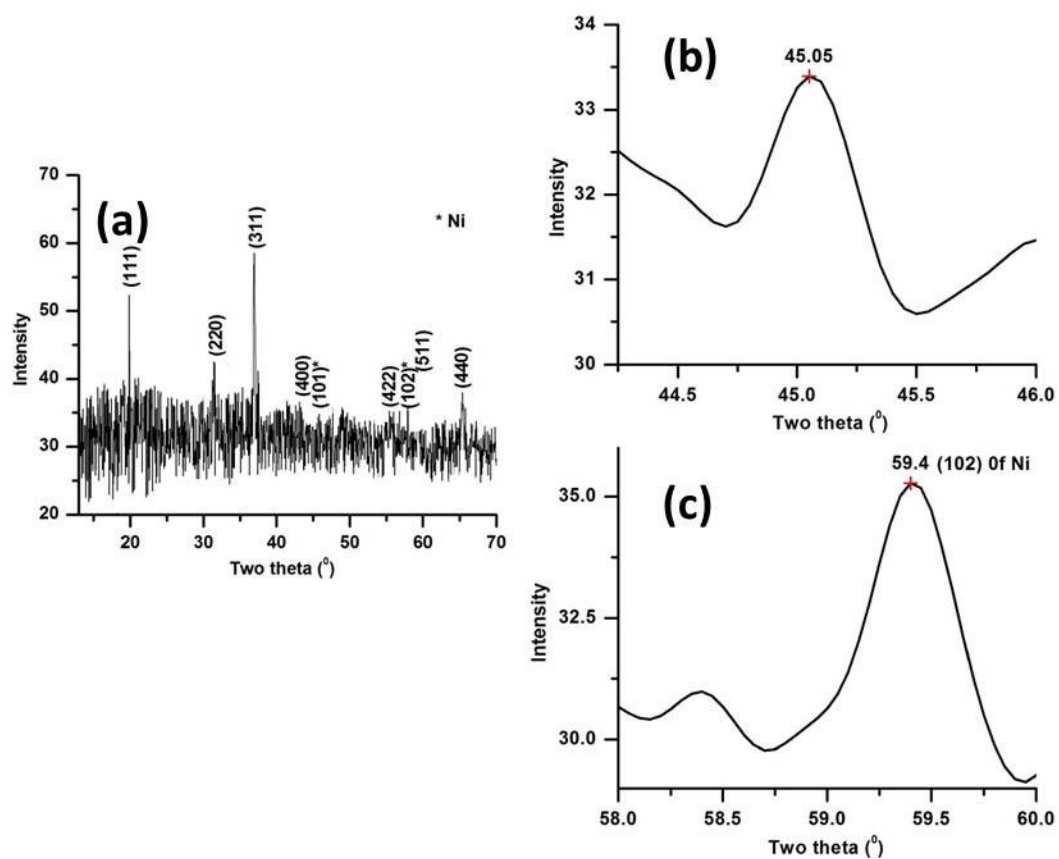 (a)
* Ni
(111)
(220)
(311)
(400)
(101)*
(422)
(102)*
(511)
(440)
70
60
50
40
30
20
Intensity
20 30 40 50 60 70
Two theta (⁰)
(b)
45.05
34
33
32
31
30
Intensity
44.5 45.0 45.5 46.0
Two theta (⁰)
(c)
59.4 (102) 0f Ni
35.0
32.5
30.0
Intensity
58.0 58.5 59.0 59.5 60.0
Two theta (⁰)